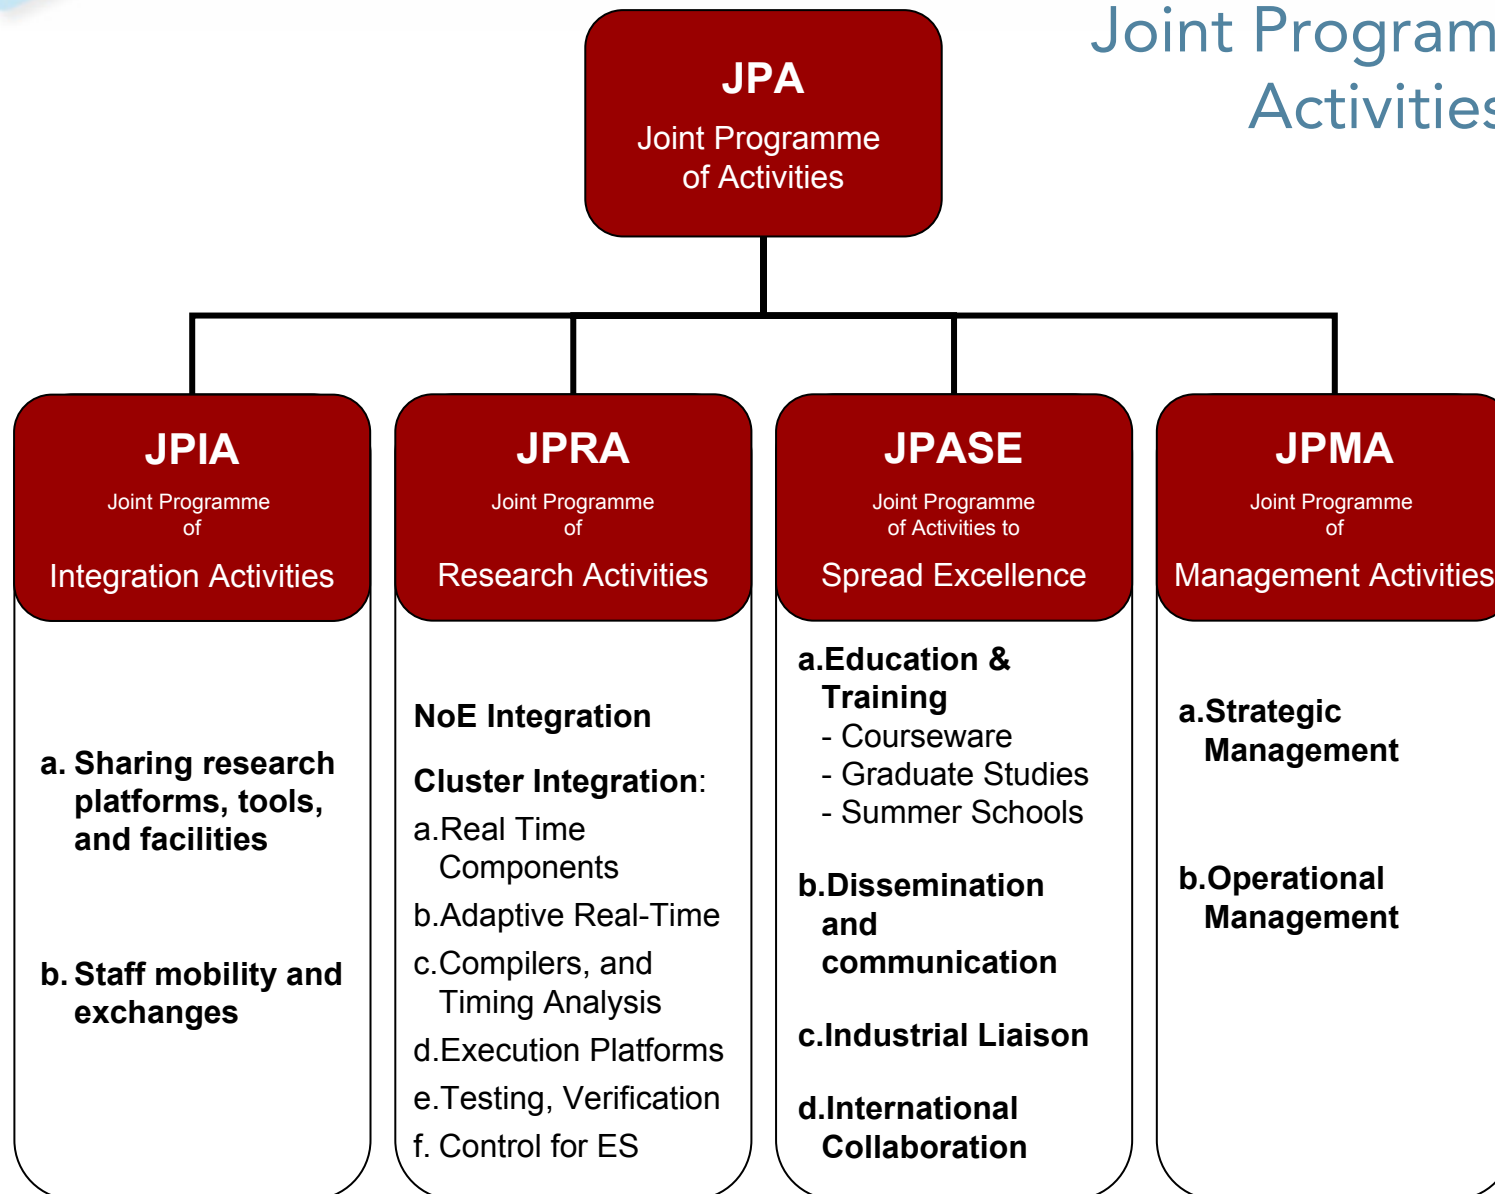 Joint Program
Activities
JPA
Joint Programme
of Activities
JPIA
Joint Programme
of
Integration Activities
a. Sharing research
platforms, tools,
and facilities
b. Staff mobility and
exchanges
JPRA
Joint Programme
of
Research Activities
NoE Integration
Cluster Integration:
a.Real Time
Components
b.Adaptive Real-Time
c.Compilers, and
Timing Analysis
d.Execution Platforms
e.Testing, Verification
f. Control for ES
JPASE
Joint Programme
of Activities to
Spread Excellence
a.Education &
Training
- Courseware
- Graduate Studies
- Summer Schools
b.Dissemination
and
communication
c.Industrial Liaison
d.International
Collaboration
JPMA
Joint Programme
of
Management Activities
a.Strategic
Management
b.Operational
Management